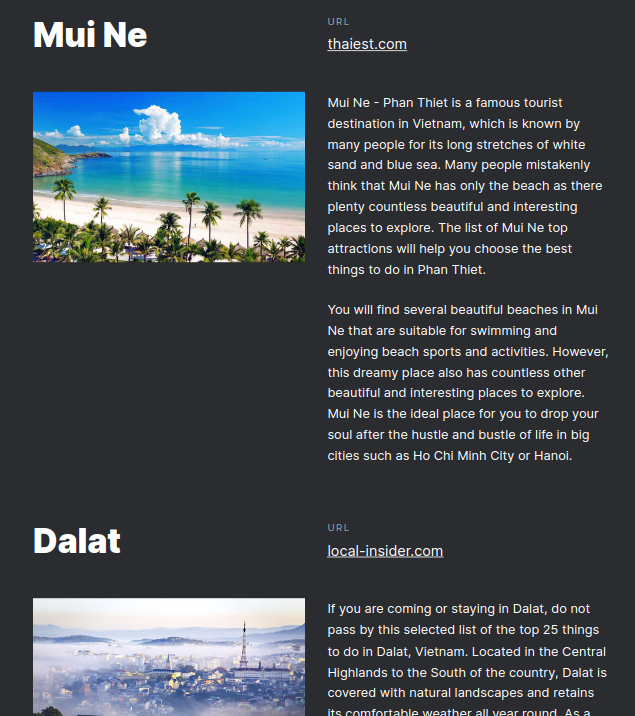 Mui Ne
URL
thaiest.com
Mui Ne - Phan Thiet is a famous tourist
destination in Vietnam, which is known by
many people for its long stretches of white
sand and blue sea. Many people mistakenly
think that Mui Ne has only the beach as there
plenty countless beautiful and interesting
places to explore. The list of Mui Ne top
attractions will help you choose the best
things to do in Phan Thiet.
You will find several beautiful beaches in Mui
Ne that are suitable for swimming and
enjoying beach sports and activities. However,
this dreamy place also has countless other
beautiful and interesting places to explore.
Mui Ne is the ideal place for you to drop your
soul after the hustle and bustle of life in big
cities such as Ho Chi Minh City or Hanoi.
Dalat
URL
local-insider.com
If you are coming or staying in Dalat, do not
pass by this selected list of the top 25 things
to do in Dalat, Vietnam. Located in the Central
Highlands to the South of the country, Dalat is
covered with natural landscapes and retains
its comfortable weather all year round. As a